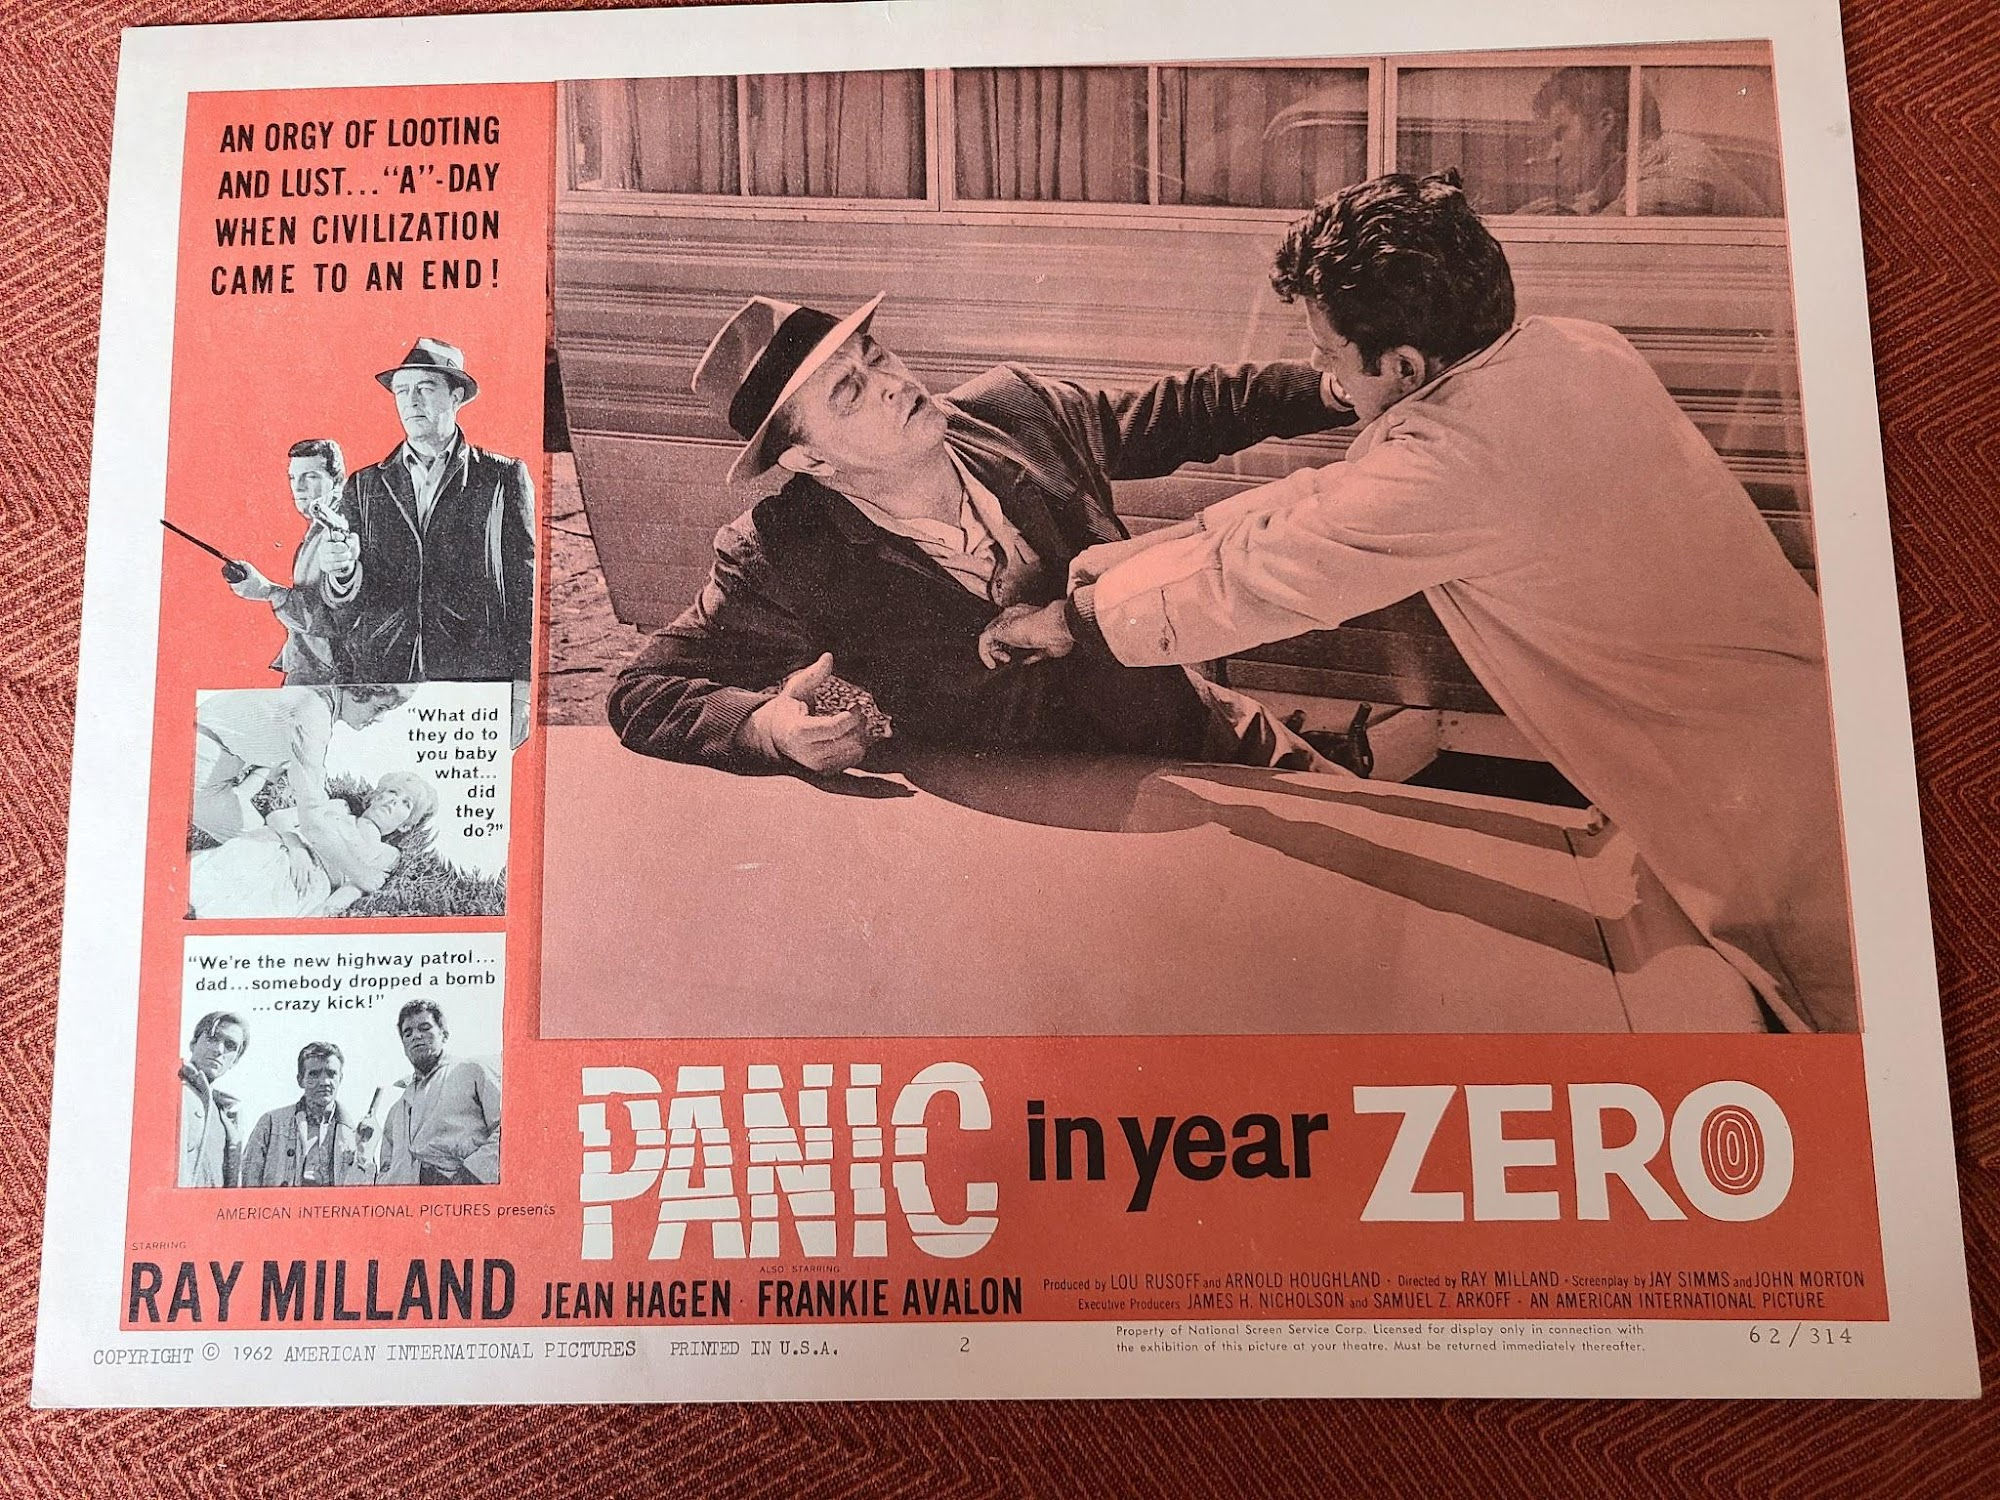 AN ORGY OF LOOTING
AND LUST..."A"-DAY
WHEN CIVILIZATION
CAME TO AN END!
"What did
they do to
you baby
what...
did
they
do?"
"We're the new highway patrol...
dad...somebody dropped a bomb
...crazy kick!"
AMERICAN INTERNATIONAL PICTURES presents
PANIC in year ZERO
STARRING
RAY MILLAND
JEAN HAGEN ·
ALSO STARRING
FRANKIE AVALON
Produced by LOU RUSOFF and ARNOLD HOUGHLAND · Directed by RAY MILLAND · Screenplay by JAY SIMMS and JOHN MORTON
Executive Producers JAMES H. NICHOLSON and SAMUEL Z. ARKOFF · AN AMERICAN INTERNATIONAL PICTURE
COPYRIGHT © 1962 AMERICAN INTERNATIONAL PICTURES PRINTED IN U.S.A.
2
Property of National Screen Service Corp. Licensed for display only in connection with
the exhibition of this picture at your theatre. Must be returned immediately thereafter.
62/314